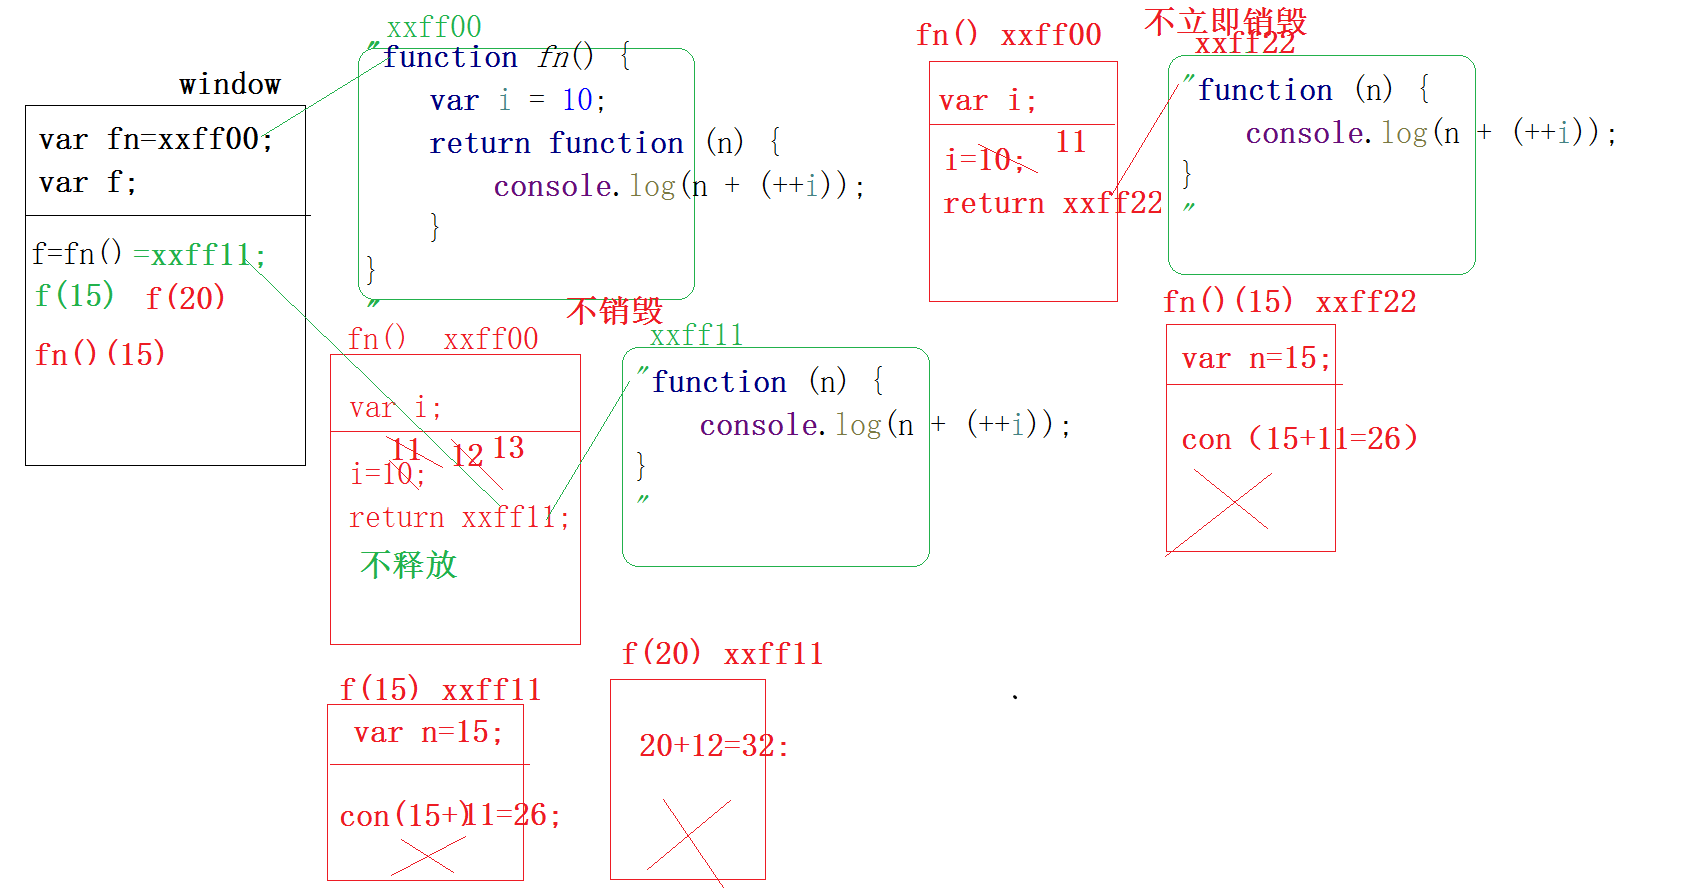 window
var fn=xxff00;
var f;
f=fn() =xxff11;
f(15) f(20)
fn()(15)
xxff00
"function fn() {
var i = 10;
return function (n) {
console.log(n + (++i));
}
}
"
不销毁
fn() xxff00
var i;
11 12 13
i=10;
return xxff11;
不释放
xxff11
"function (n) {
console.log(n + (++i));
}
"
f(15) xxff11
var n=15;
con(15+)11=26;
f(20) xxff11
20+12=32:
不立即销毁
fn() xxff00
var i;
11
i=10;
return xxff22
xxff22
"function (n) {
console.log(n + (++i));
}
"
fn()(15) xxff22
var n=15;
con（15+11=26）